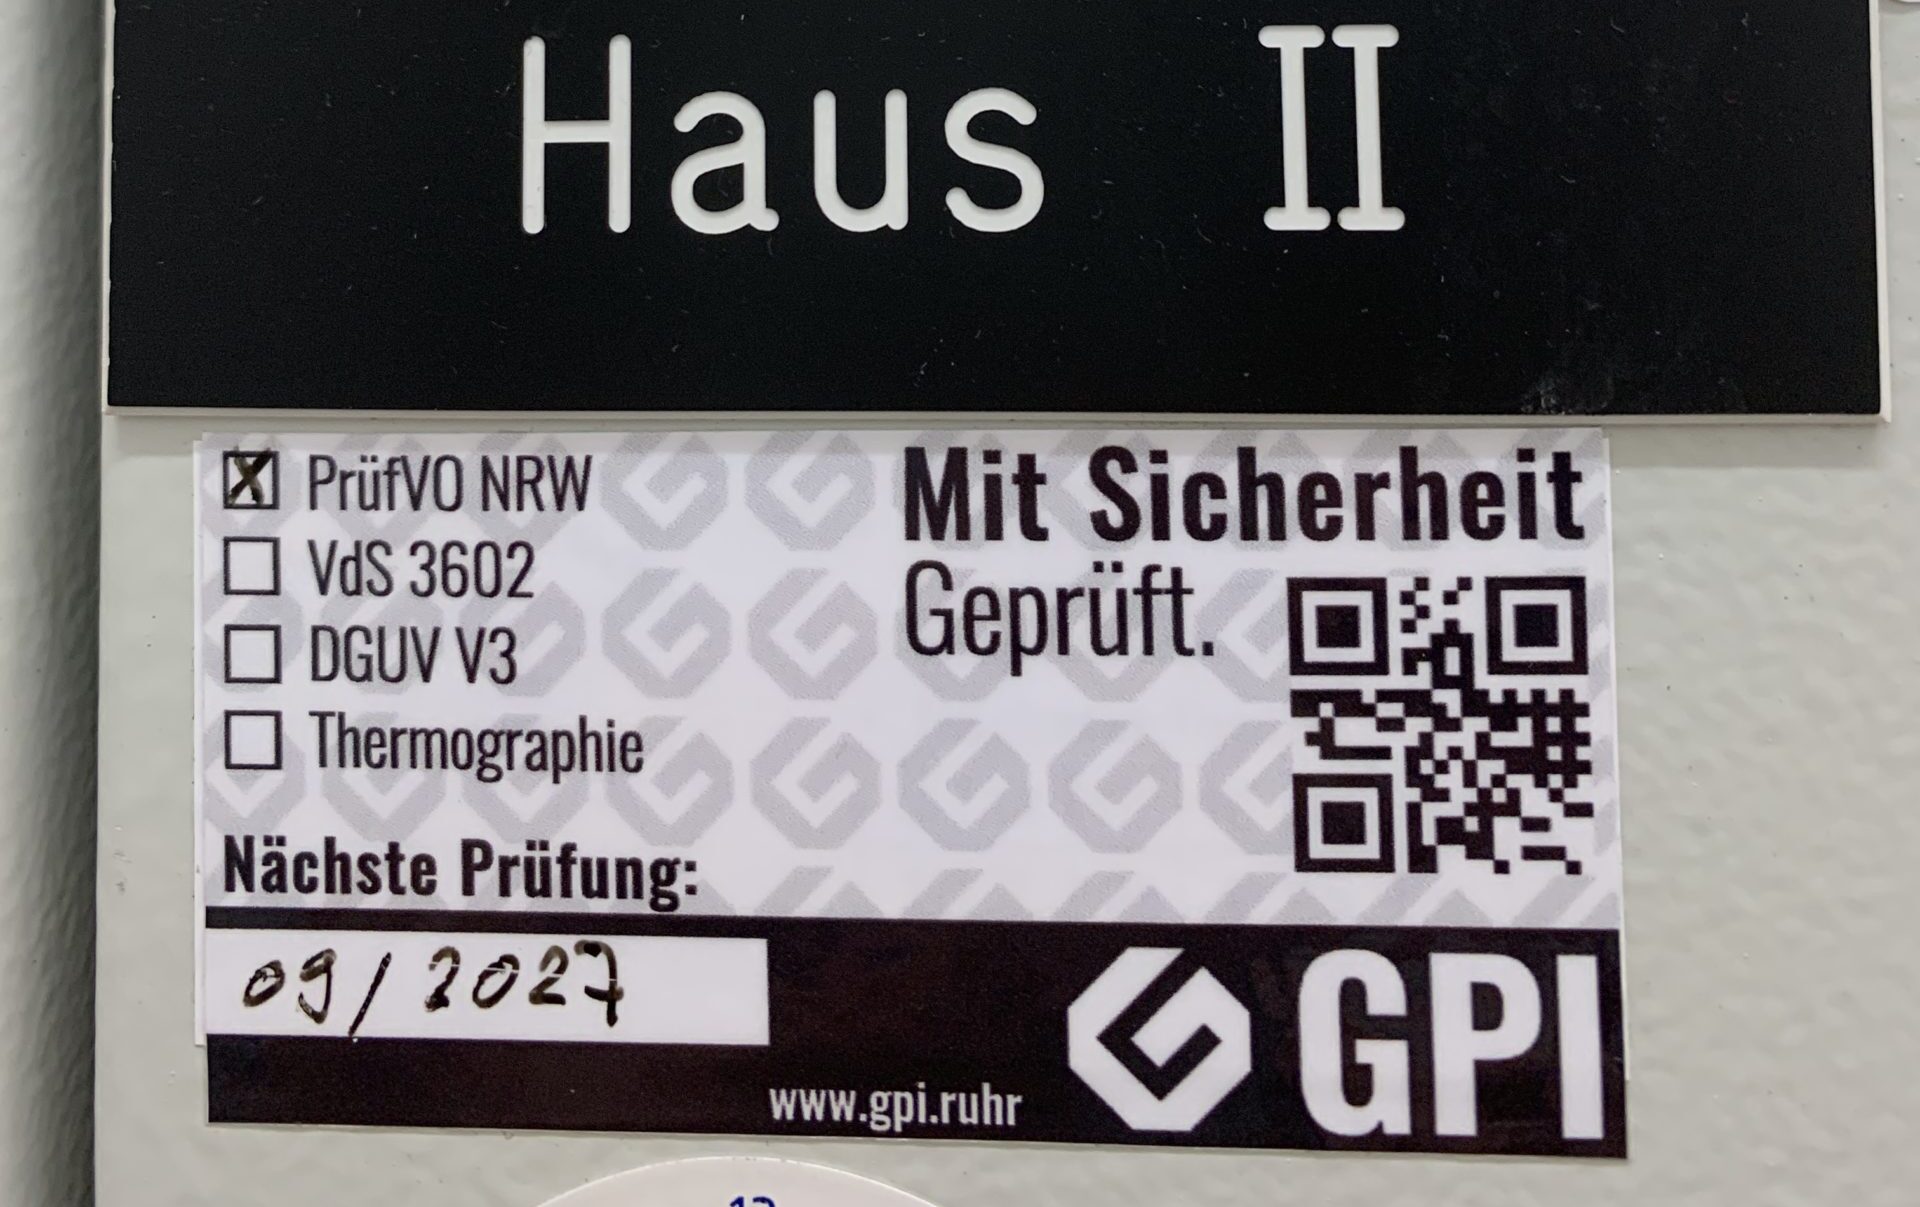 Haus II
☒ PrüfVO NRW
☐ VdS 3602
☐ DGUV V3
☐ Thermographie
Mit Sicherheit
Geprüft.
Nächste Prüfung:
09/2027
www.gpi.ruhr
GPI